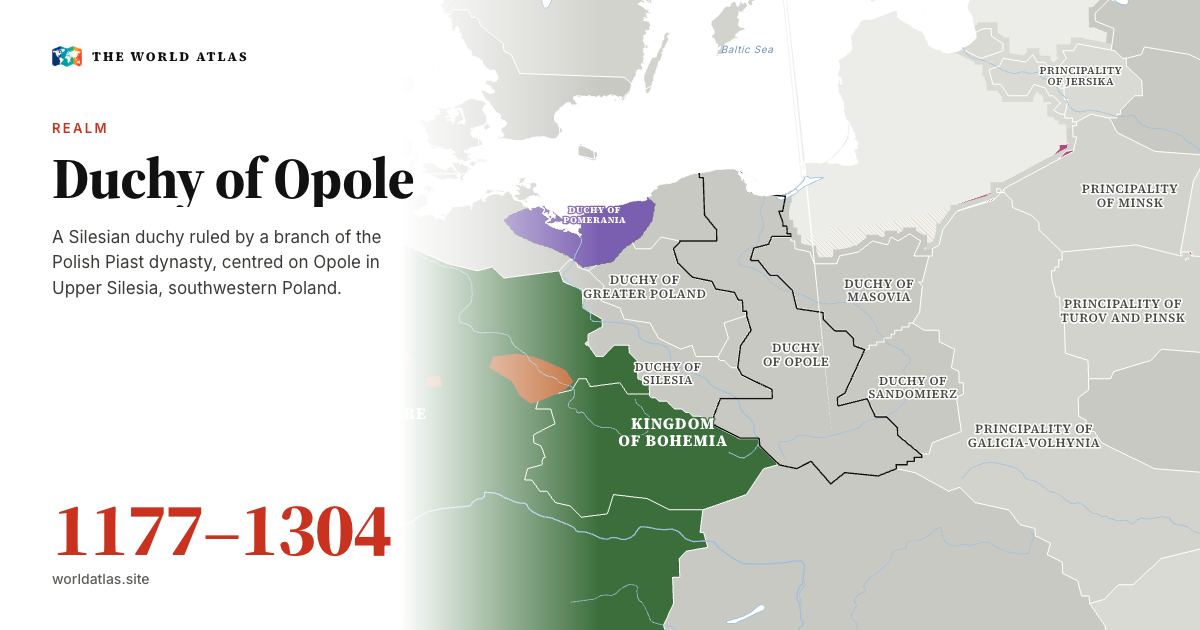 THE WORLD ATLAS
REALM
Duchy of Opole
A Silesian duchy ruled by a branch of the
Polish Piast dynasty, centred on Opole in
Upper Silesia, southwestern Poland.
1177–1304
worldatlas.site
Baltic Sea
PRINCIPALITY
OF JERSIKA
PRINCIPALITY
OF MINSK
DUCHY OF
POMERANIA
DUCHY OF
GREATER POLAND
DUCHY OF
MASOVIA
PRINCIPALITY OF
TUROV AND PINSK
DUCHY
OF OPOLE
DUCHY OF
SILESIA
DUCHY OF
SANDOMIERZ
RE
KINGDOM
OF BOHEMIA
PRINCIPALITY OF
GALICIA-VOLHYNIA